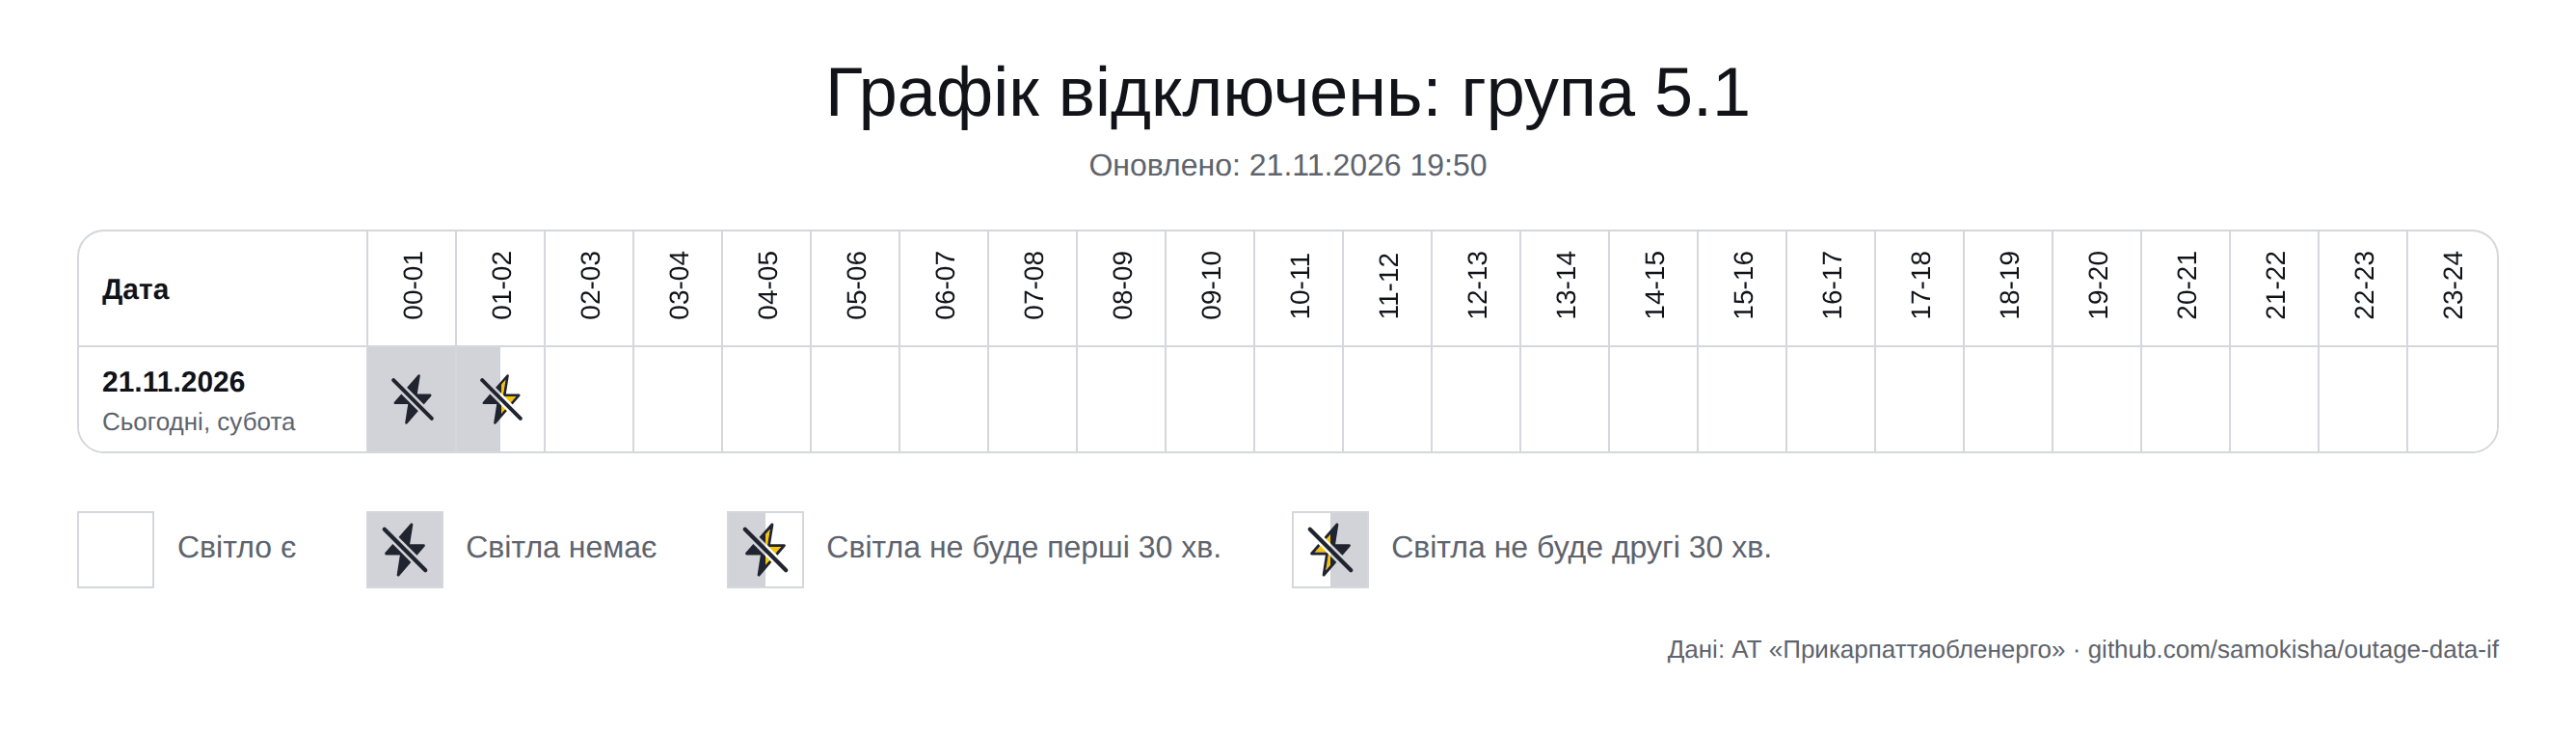 Графік відключень: група 5.1
Оновлено: 21.11.2026 19:50
Дата 00-01 01-02 02-03 03-04 04-05 05-06 06-07 07-08 08-09 09-10 10-11 11-12 12-13 13-14 14-15 15-16 16-17 17-18 18-19 19-20 20-21 21-22 22-23 23-24
21.11.2026
Сьогодні, субота
Світло є Світла немає Світла не буде перші 30 хв. Світла не буде другі 30 хв.
Дані: АТ «Прикарпаттяобленерго» · github.com/samokisha/outage-data-if